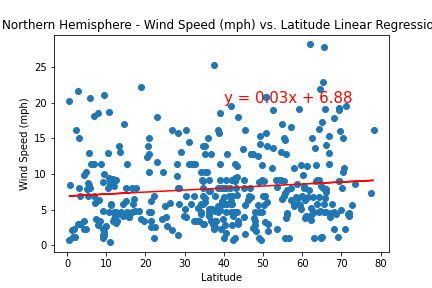 Northern Hemisphere - Wind Speed (mph) vs. Latitude Linear Regressio
y = 0.03x + 6.88
Wind Speed (mph)
25
20
15
10
5
0
0 10 20 30 40 50 60 70 80
Latitude